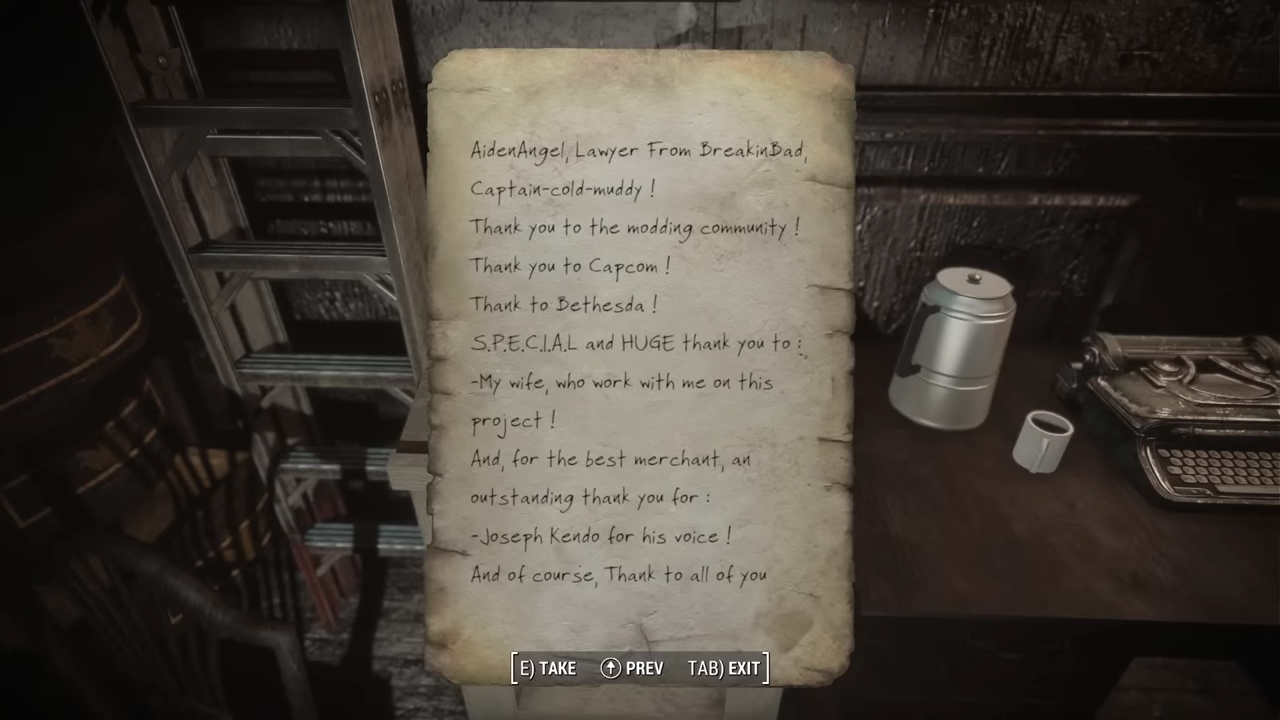 AidenAngel, Lawyer From BreakinBad,
Captain-cold-muddy !
Thank you to the modding community !
Thank you to Capcom !
Thank to Bethesda !
S.P.E.C.I.A.L and HUGE thank you to :
-My wife, who work with me on this
project !
And, for the best merchant, an
outstanding thank you for :
-Joseph Kendo for his voice !
And of course, Thank to all of you
E) TAKE PREV TAB) EXIT